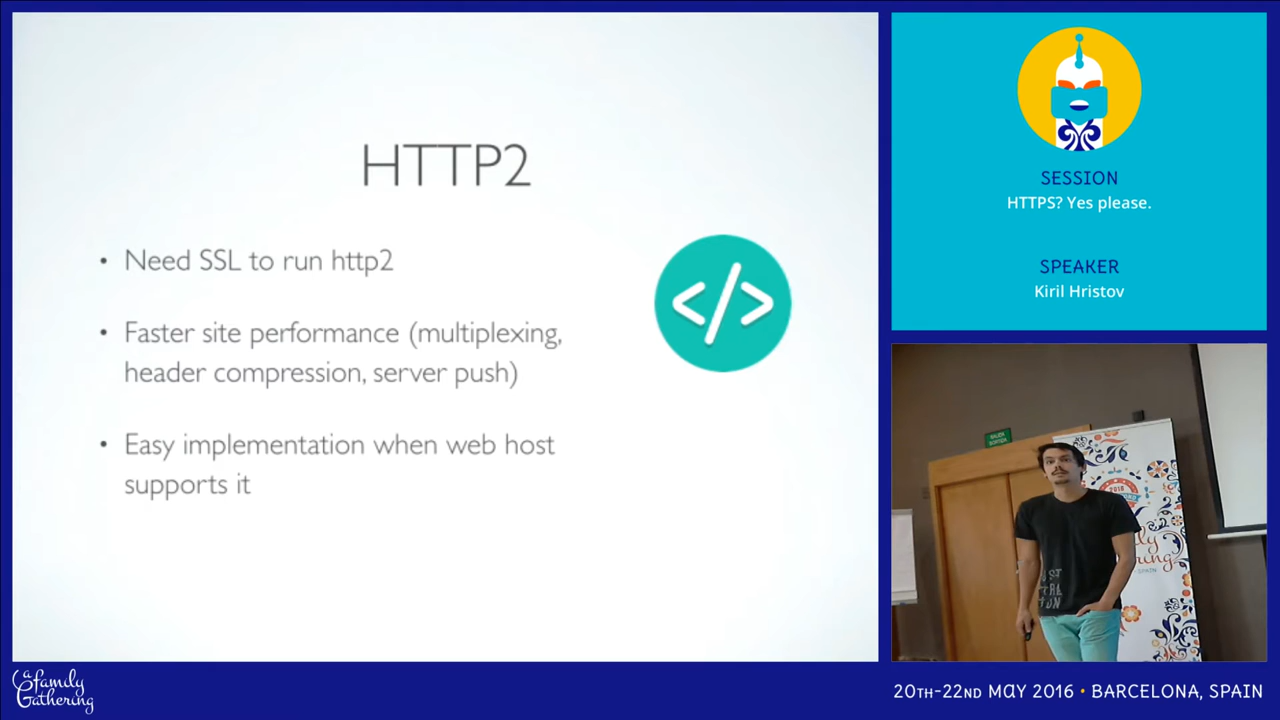 HTTP2
• Need SSL to run http2
• Faster site performance (multiplexing,
header compression, server push)
• Easy implementation when web host
supports it
</>
SESSION
HTTPS? Yes please.
SPEAKER
Kiril Hristov
2016
a family
Gathering
20TH-22ND MAY 2016 • BARCELONA, SPAIN